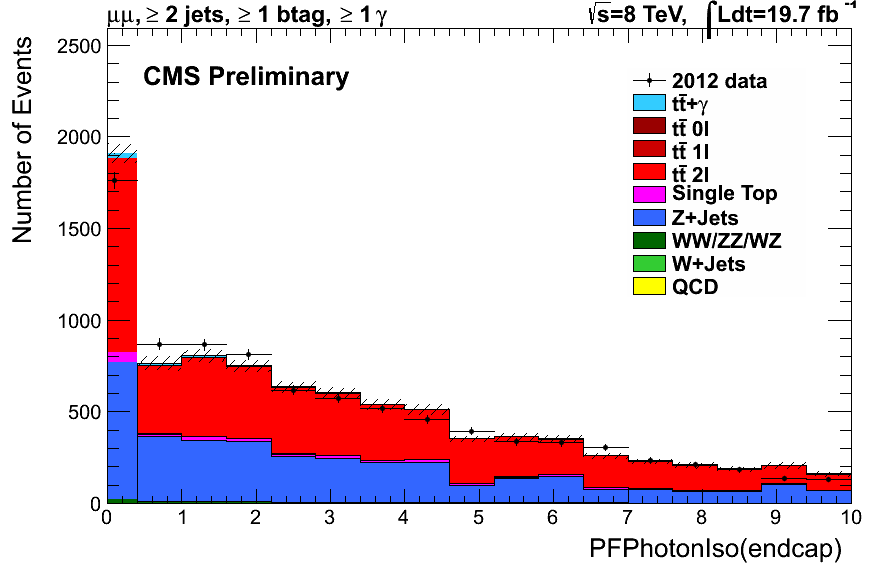 μμ, ≥ 2 jets, ≥ 1 btag, ≥ 1 γ
√s=8 TeV, ∫Ldt=19.7 fb⁻¹
CMS Preliminary
2012 data
tt̄+γ
tt̄ 0l
tt̄ 1l
tt̄ 2l
Single Top
Z+Jets
WW/ZZ/WZ
W+Jets
QCD
Number of Events
2500
2000
1500
1000
500
0
0 1 2 3 4 5 6 7 8 9 10
PFPhotonIso(endcap)